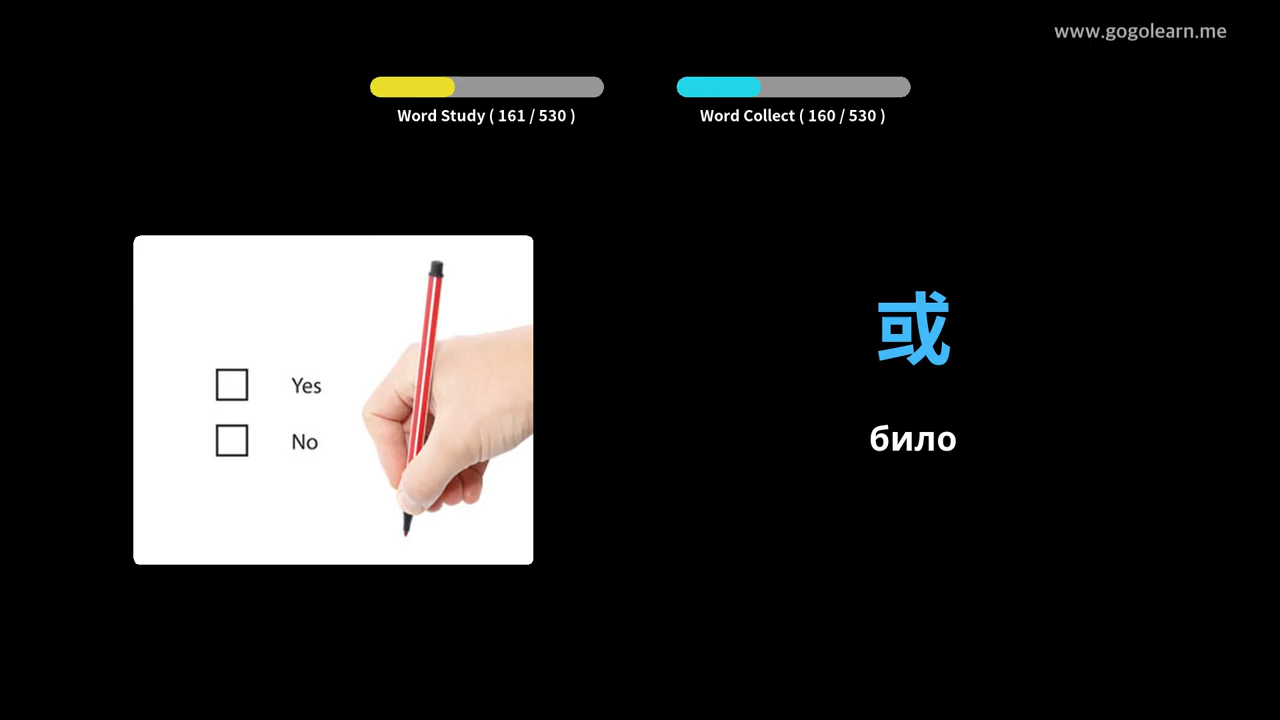 www.gogolearn.me
Word Study ( 161 / 530 )
Word Collect ( 160 / 530 )
Yes
No
或
било